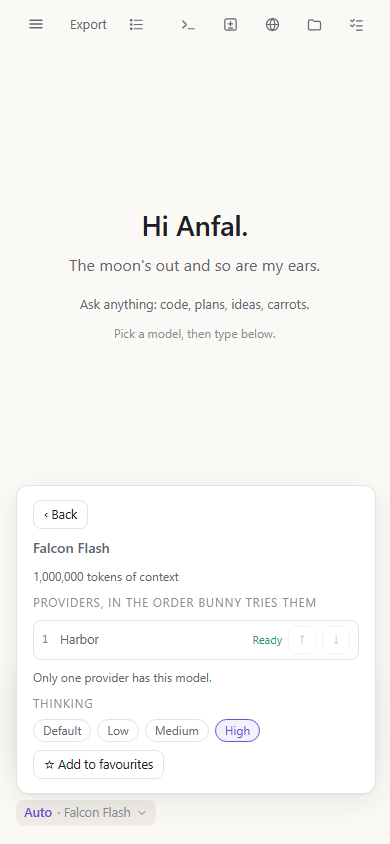 Export
Hi Anfal.
The moon's out and so are my ears.
Ask anything: code, plans, ideas, carrots.
Pick a model, then type below.
‹ Back
Falcon Flash
1,000,000 tokens of context
PROVIDERS, IN THE ORDER BUNNY TRIES THEM
1 Harbor Ready ↑ ↓
Only one provider has this model.
THINKING
Default Low Medium High
☆ Add to favourites
Auto · Falcon Flash